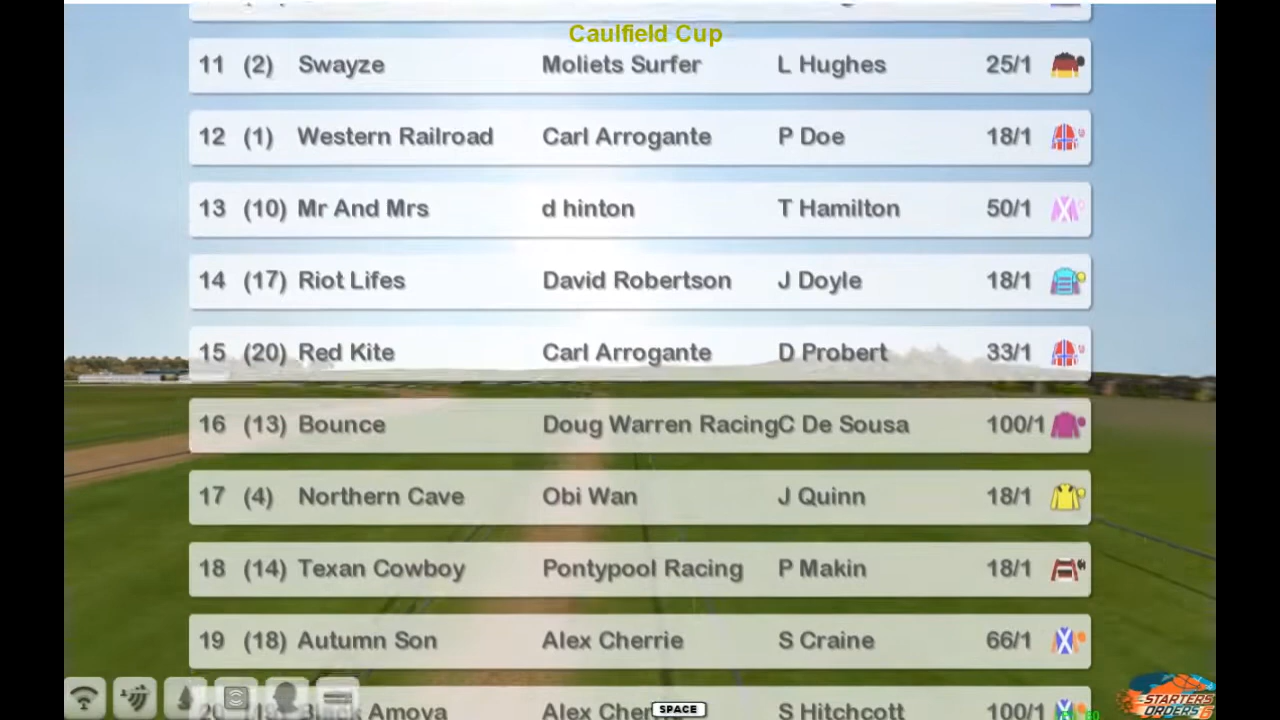 Caulfield Cup
11 (2) Swayze Moliets Surfer L Hughes 25/1
12 (1) Western Railroad Carl Arrogante P Doe 18/1
13 (10) Mr And Mrs d hinton T Hamilton 50/1
14 (17) Riot Lifes David Robertson J Doyle 18/1
15 (20) Red Kite Carl Arrogante D Probert 33/1
16 (13) Bounce Doug Warren Racing C De Sousa 100/1
17 (4) Northern Cave Obi Wan J Quinn 18/1
18 (14) Texan Cowboy Pontypool Racing P Makin 18/1
19 (18) Autumn Son Alex Cherrie S Craine 66/1
Amoya Alex S Hitchcott 100/1
SPACE
STARTERS
ORDERS 6